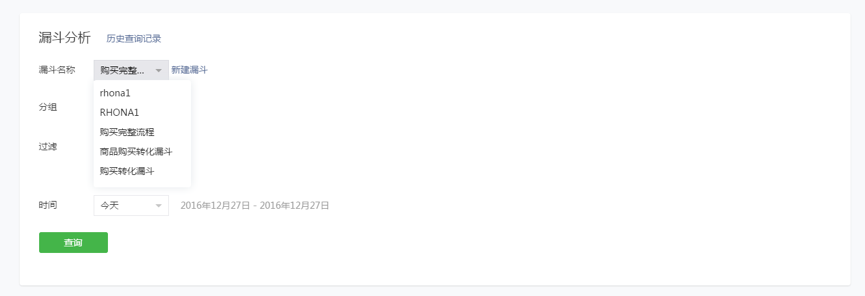 漏斗分析 历史查询记录
漏斗名称 购买完整... 新建漏斗
rhona1
分组 RHONA1
购买完整流程
过滤 商品购买转化漏斗
购买转化漏斗
时间 今天 2016年12月27日 - 2016年12月27日
查询